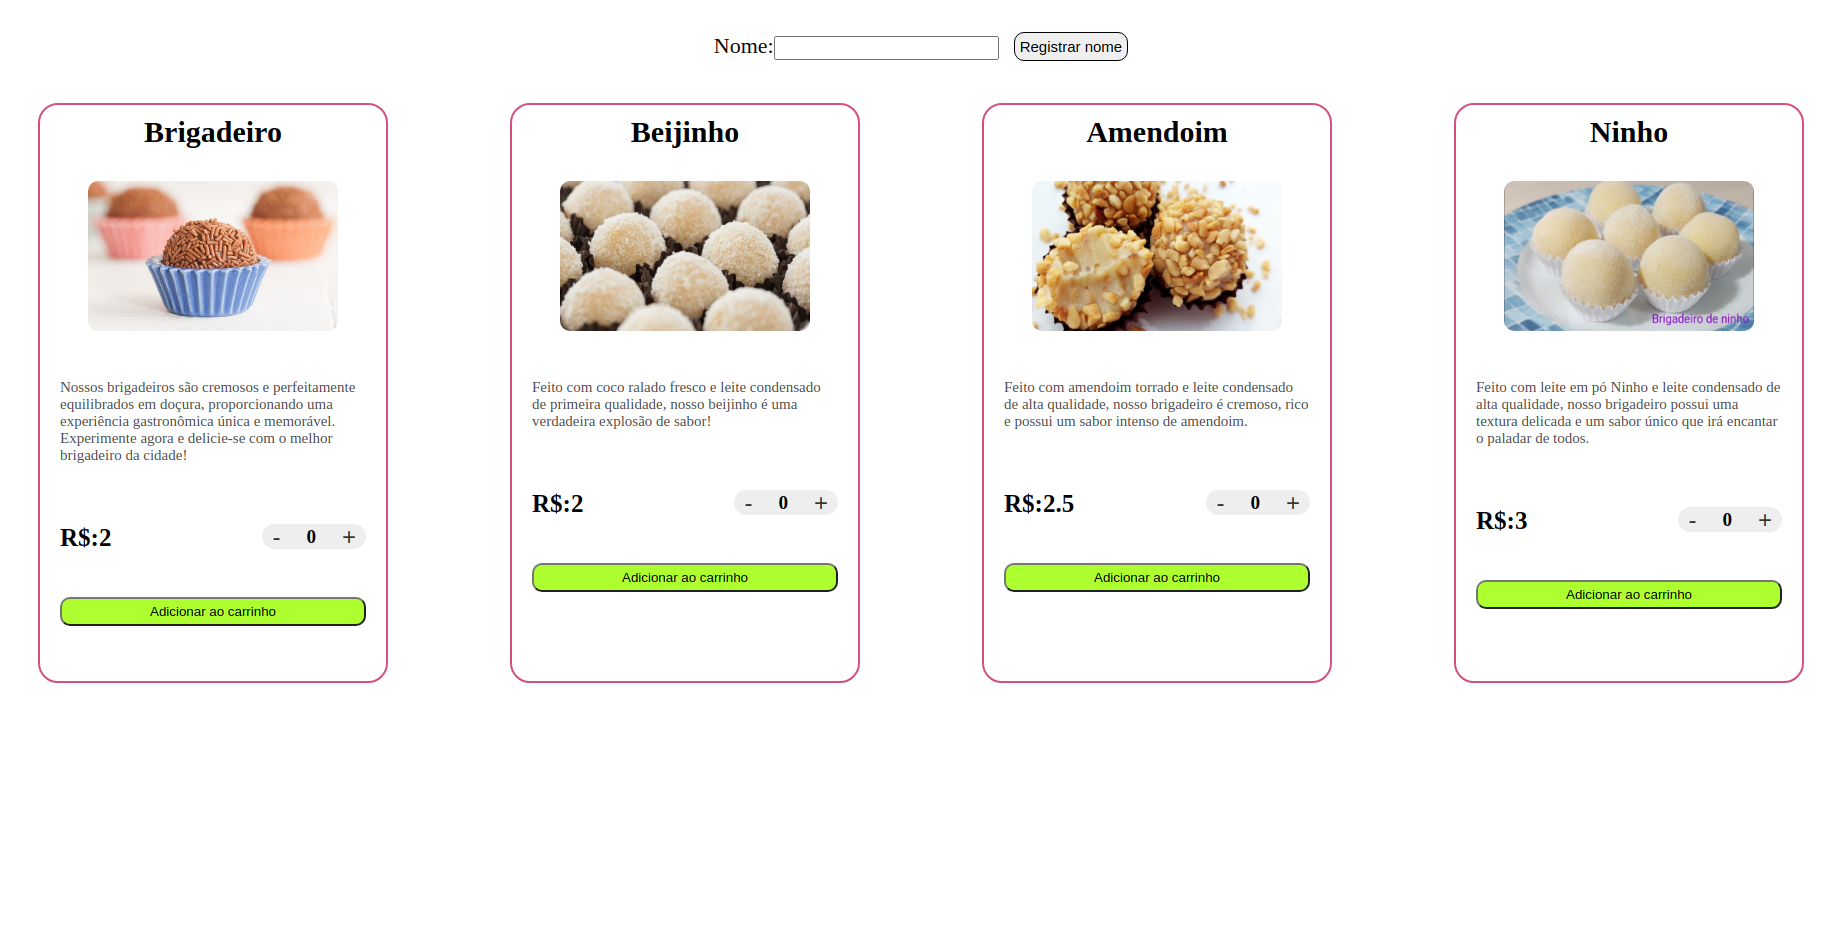 Nome:
Registrar nome
Brigadeiro
Nossos brigadeiros são cremosos e perfeitamente
equilibrados em doçura, proporcionando uma
experiência gastronômica única e memorável.
Experimente agora e delicie-se com o melhor
brigadeiro da cidade!
R$:2
- 0 +
Adicionar ao carrinho
Beijinho
Feito com coco ralado fresco e leite condensado
de primeira qualidade, nosso beijinho é uma
verdadeira explosão de sabor!
R$:2
- 0 +
Adicionar ao carrinho
Amendoim
Feito com amendoim torrado e leite condensado
de alta qualidade, nosso brigadeiro é cremoso, rico
e possui um sabor intenso de amendoim.
R$:2.5
- 0 +
Adicionar ao carrinho
Ninho
Brigadeiro de ninho
Feito com leite em pó Ninho e leite condensado de
alta qualidade, nosso brigadeiro possui uma
textura delicada e um sabor único que irá encantar
o paladar de todos.
R$:3
- 0 +
Adicionar ao carrinho